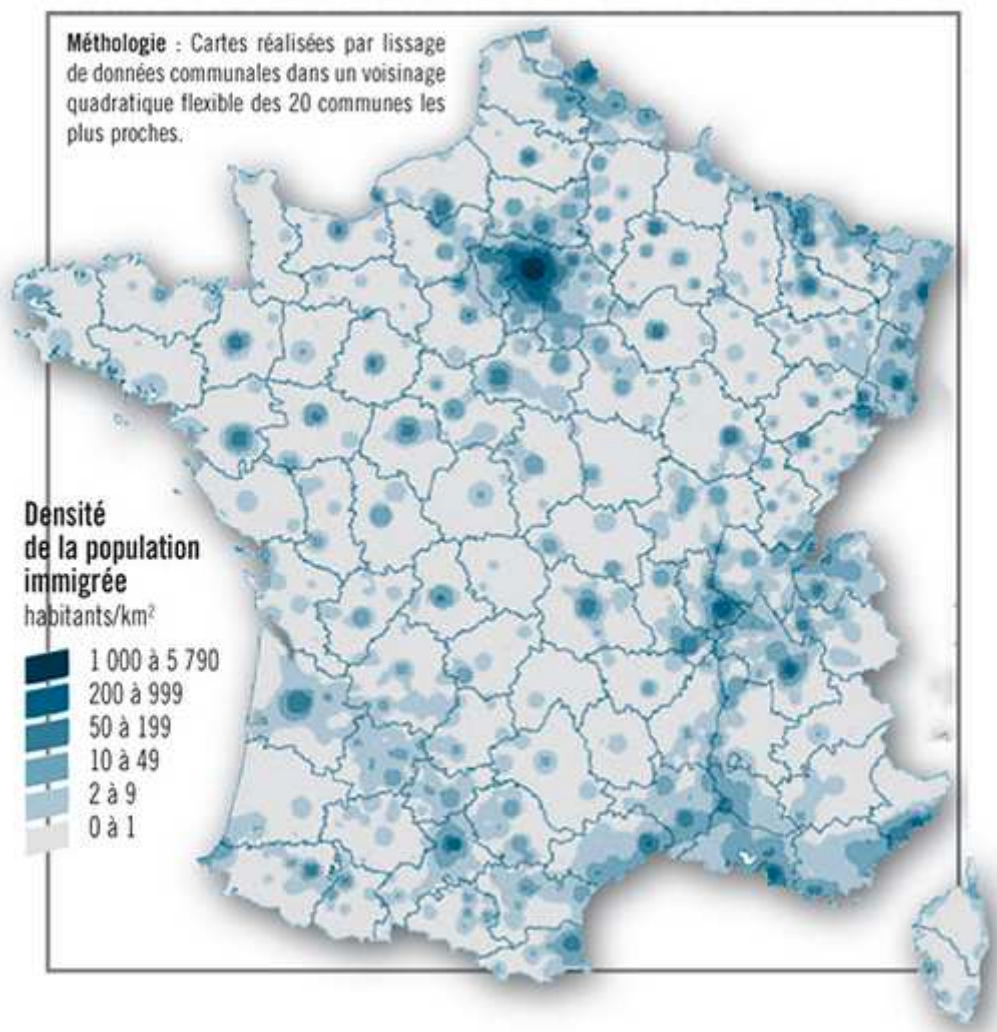 Méthologie : Cartes réalisées par lissage
de données communales dans un voisinage
quadratique flexible des 20 communes les
plus proches.
Densité
de la population
immigrée
habitants/km²
1 000 à 5 790
200 à 999
50 à 199
10 à 49
2 à 9
0 à 1